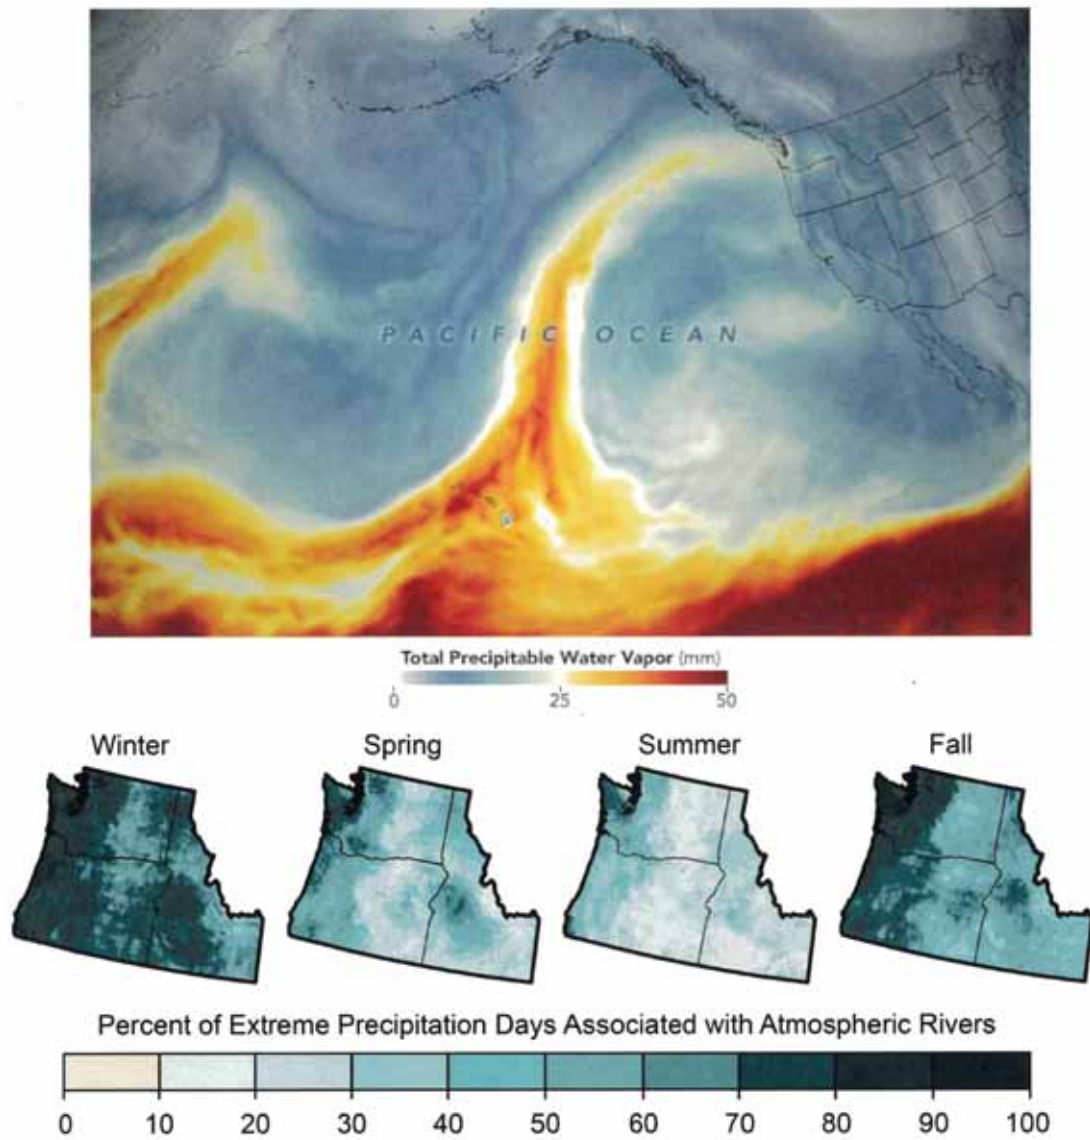 PACIFIC OCEAN
Total Precipitable Water Vapor (mm)
0 25 50
Winter Spring Summer Fall
Percent of Extreme Precipitation Days Associated with Atmospheric Rivers
0 10 20 30 40 50 60 70 80 90 100